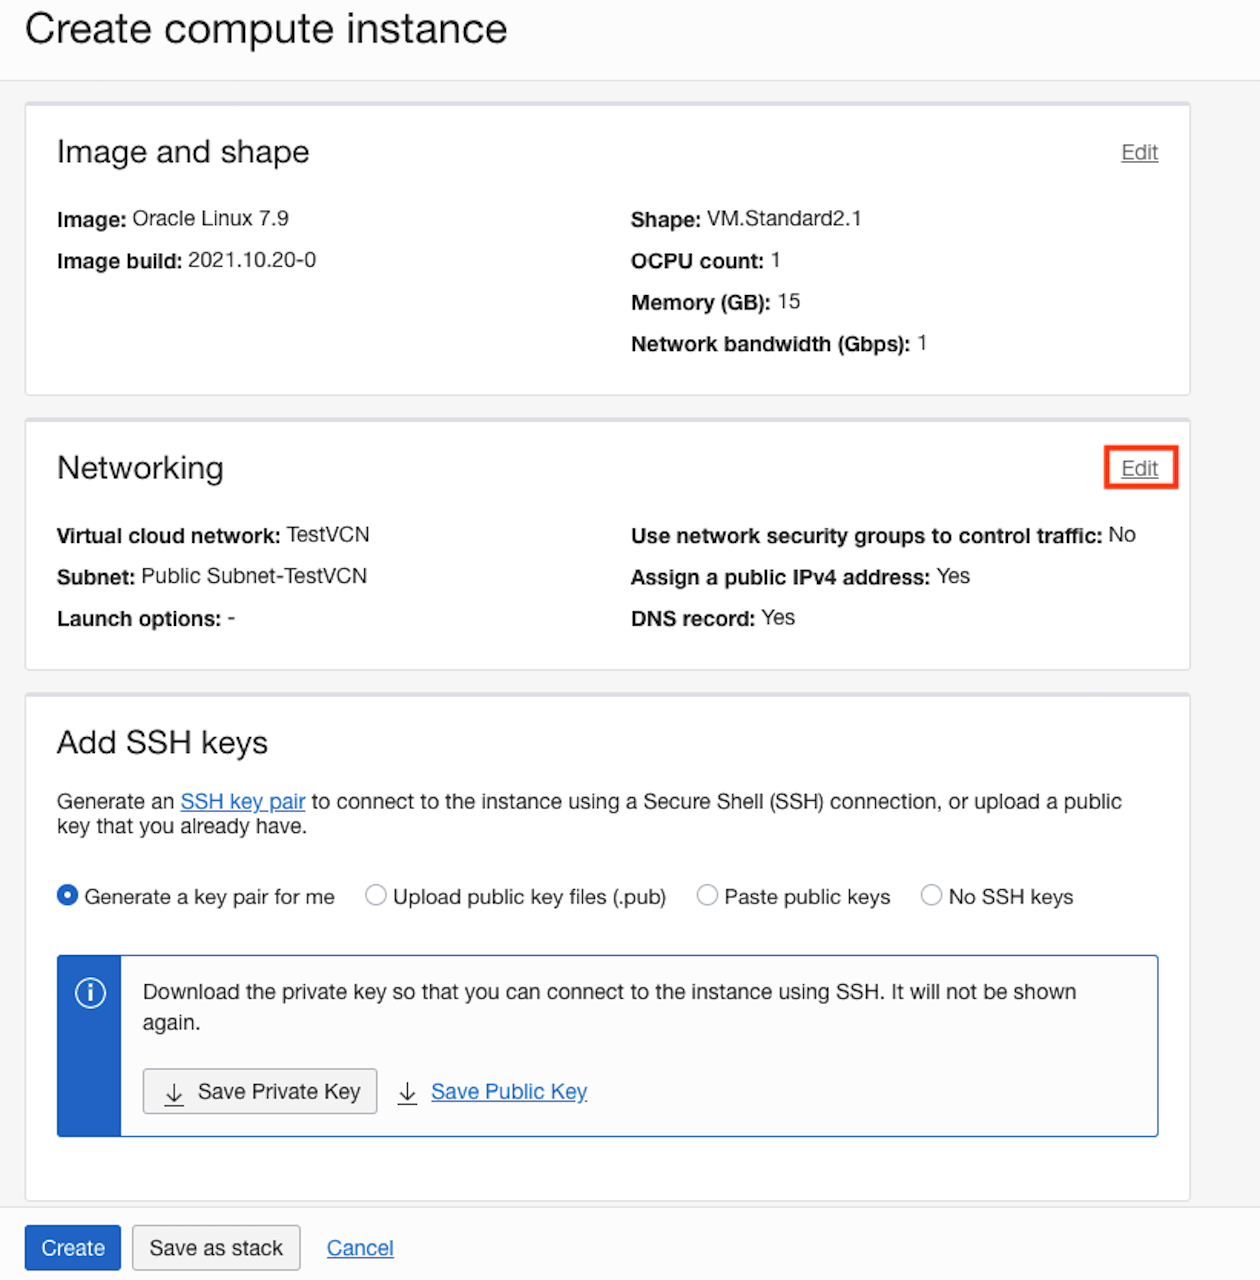 Create compute instance
Image and shape
Edit
Image: Oracle Linux 7.9
Image build: 2021.10.20-0
Shape: VM.Standard2.1
OCPU count: 1
Memory (GB): 15
Network bandwidth (Gbps): 1
Networking
Edit
Virtual cloud network: TestVCN
Subnet: Public Subnet-TestVCN
Launch options: -
Use network security groups to control traffic: No
Assign a public IPv4 address: Yes
DNS record: Yes
Add SSH keys
Generate an SSH key pair to connect to the instance using a Secure Shell (SSH) connection, or upload a public
key that you already have.
Generate a key pair for me
Upload public key files (.pub)
Paste public keys
No SSH keys
Download the private key so that you can connect to the instance using SSH. It will not be shown
again.
Save Private Key
Save Public Key
Create
Save as stack
Cancel